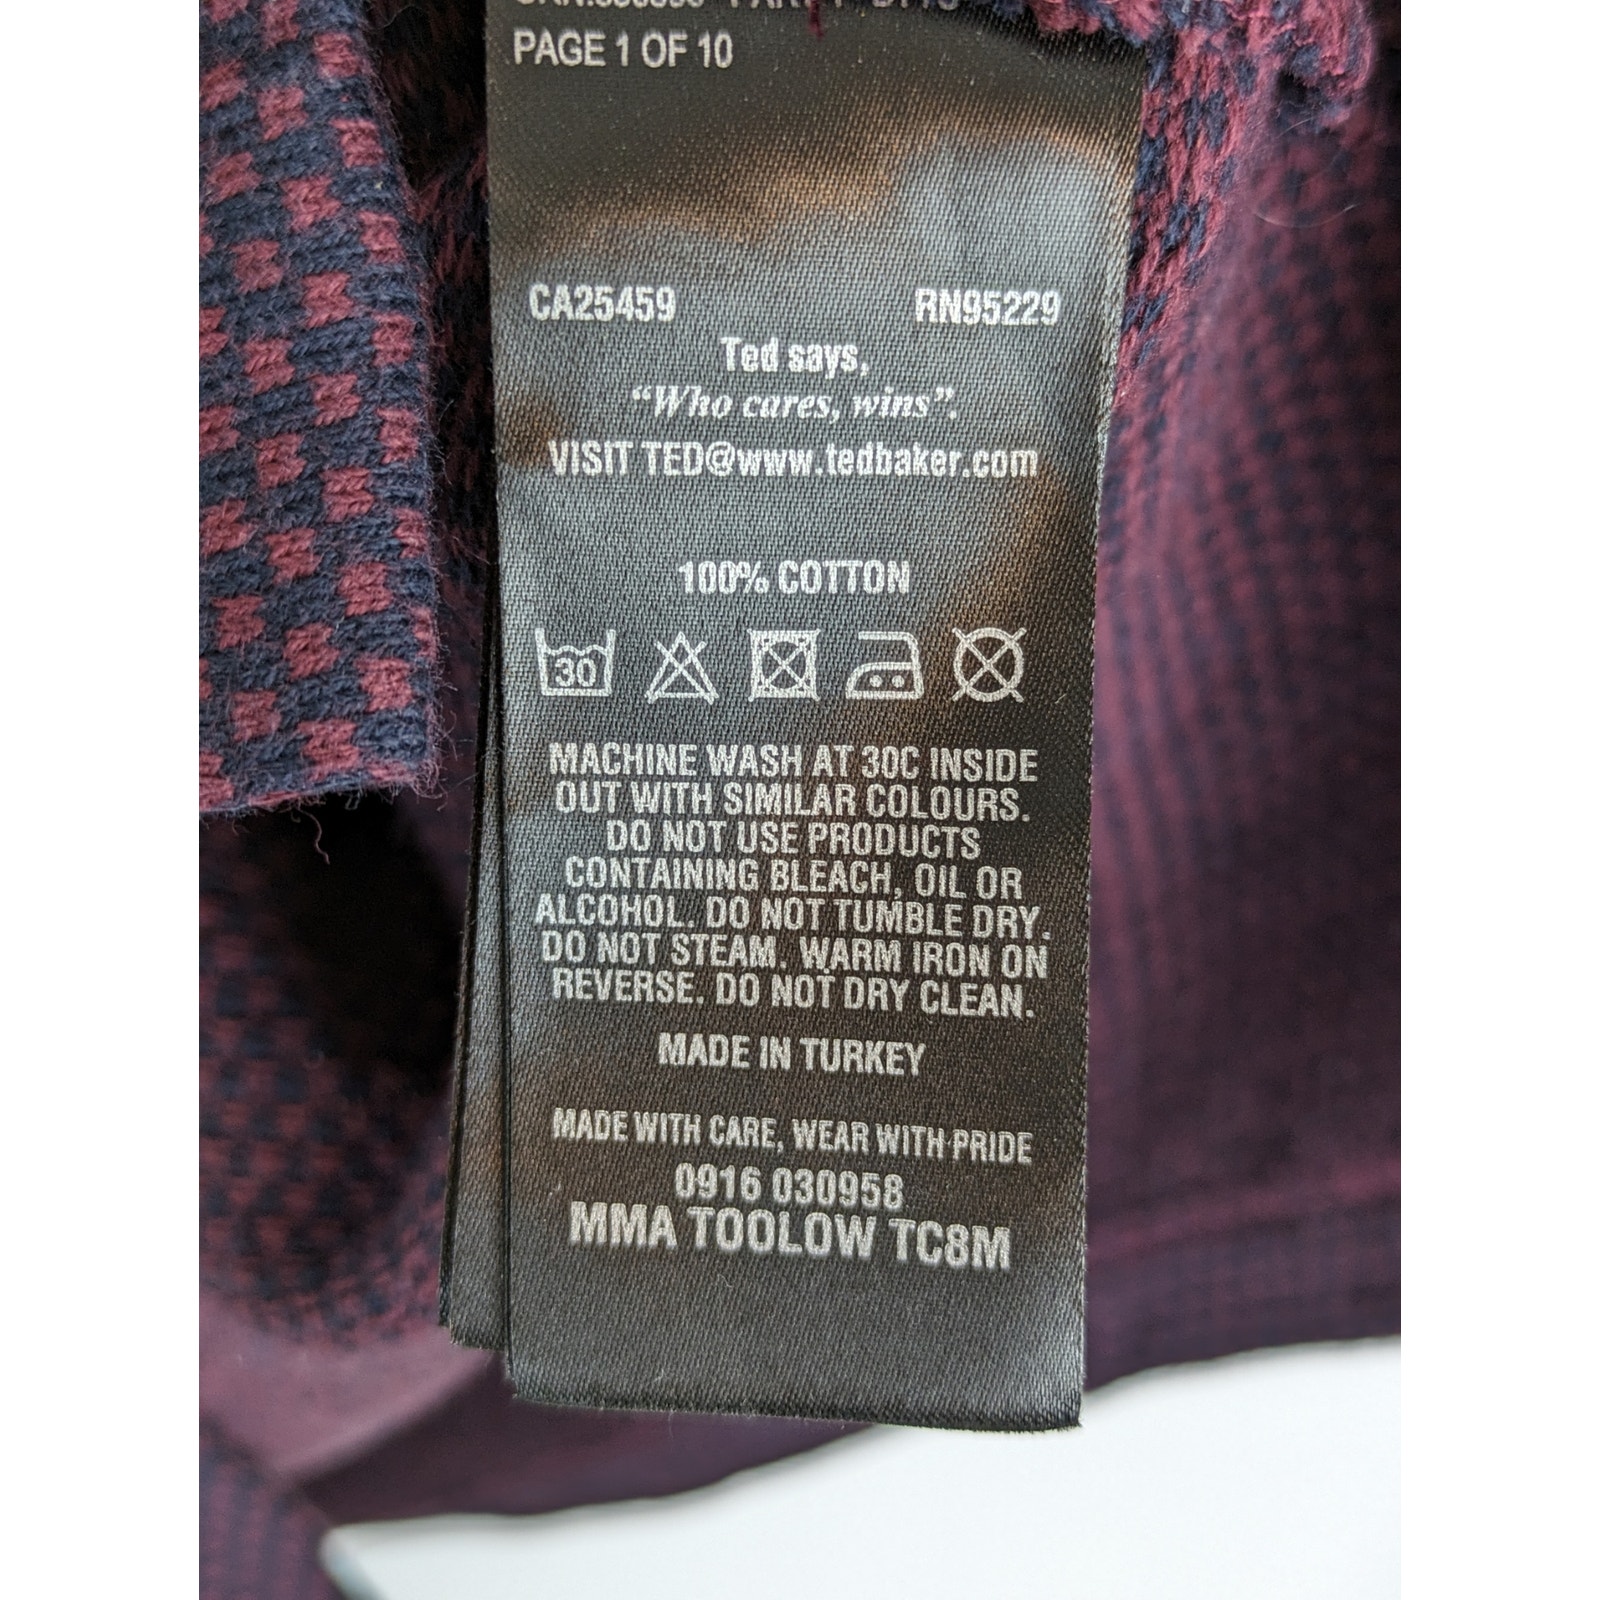 PAGE 1 OF 10
CA25459 RN95229
Ted says,
“Who cares, wins”.
VISIT TED@www.tedbaker.com
100% COTTON
30
MACHINE WASH AT 30C INSIDE
OUT WITH SIMILAR COLOURS.
DO NOT USE PRODUCTS
CONTAINING BLEACH, OIL OR
ALCOHOL. DO NOT TUMBLE DRY.
DO NOT STEAM. WARM IRON ON
REVERSE. DO NOT DRY CLEAN.
MADE IN TURKEY
MADE WITH CARE, WEAR WITH PRIDE
0916 030958
MMA TOOLOW TC8M